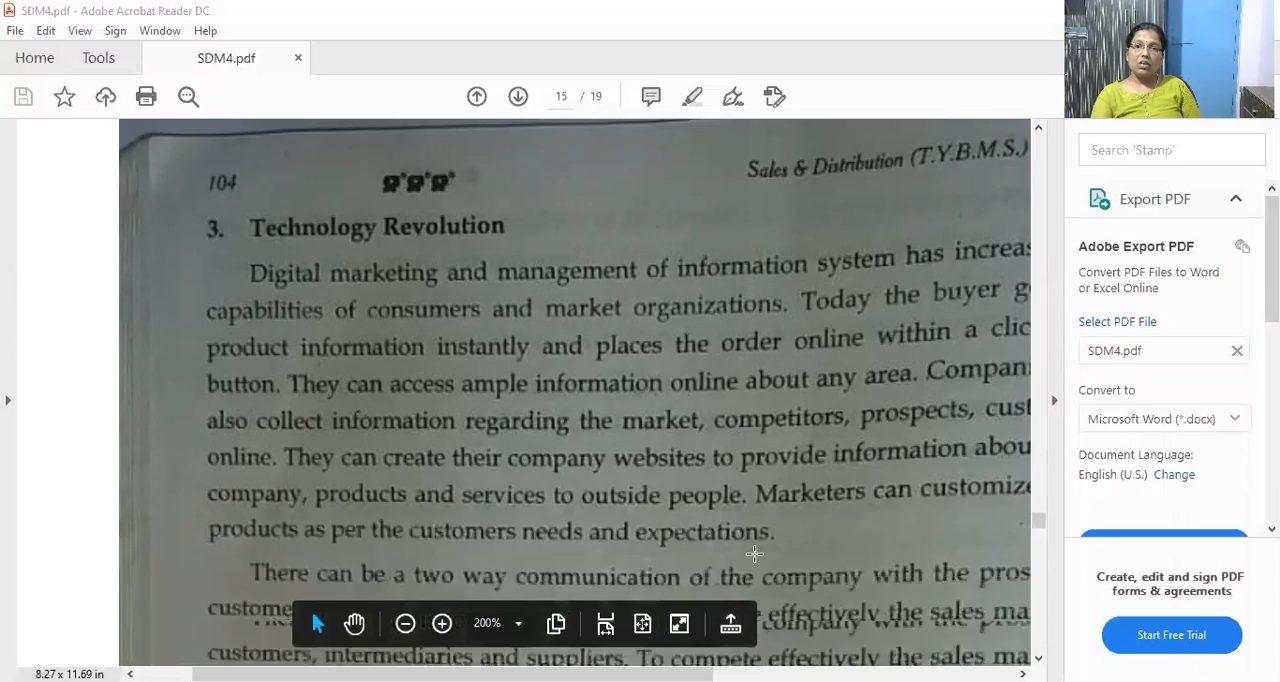 SDM4.pdf - Adobe Acrobat Reader DC
File Edit View Sign Window Help
Home Tools SDM4.pdf ×
15 / 19
Search 'Stamp'
Export PDF
Adobe Export PDF
Convert PDF Files to Word
or Excel Online
Select PDF File
SDM4.pdf
Convert to
Microsoft Word (*.docx)
Document Language:
English (U.S.) Change
Create, edit and sign PDF
forms & agreements
Start Free Trial
104 Sales & Distribution (T.Y.B.M.S.)
3. Technology Revolution
Digital marketing and management of information system has increas
capabilities of consumers and market organizations. Today the buyer g
product information instantly and places the order online within a clic
button. They can access ample information online about any area. Compan
also collect information regarding the market, competitors, prospects, cust
online. They can create their company websites to provide information abou
company, products and services to outside people. Marketers can customize
products as per the customers needs and expectations.
There can be a two way communication of the company with the pros
custome effectively the sales ma
customers, intermediaries and suppliers. To compete effectively the sales ma
200%
8.27 x 11.69 in